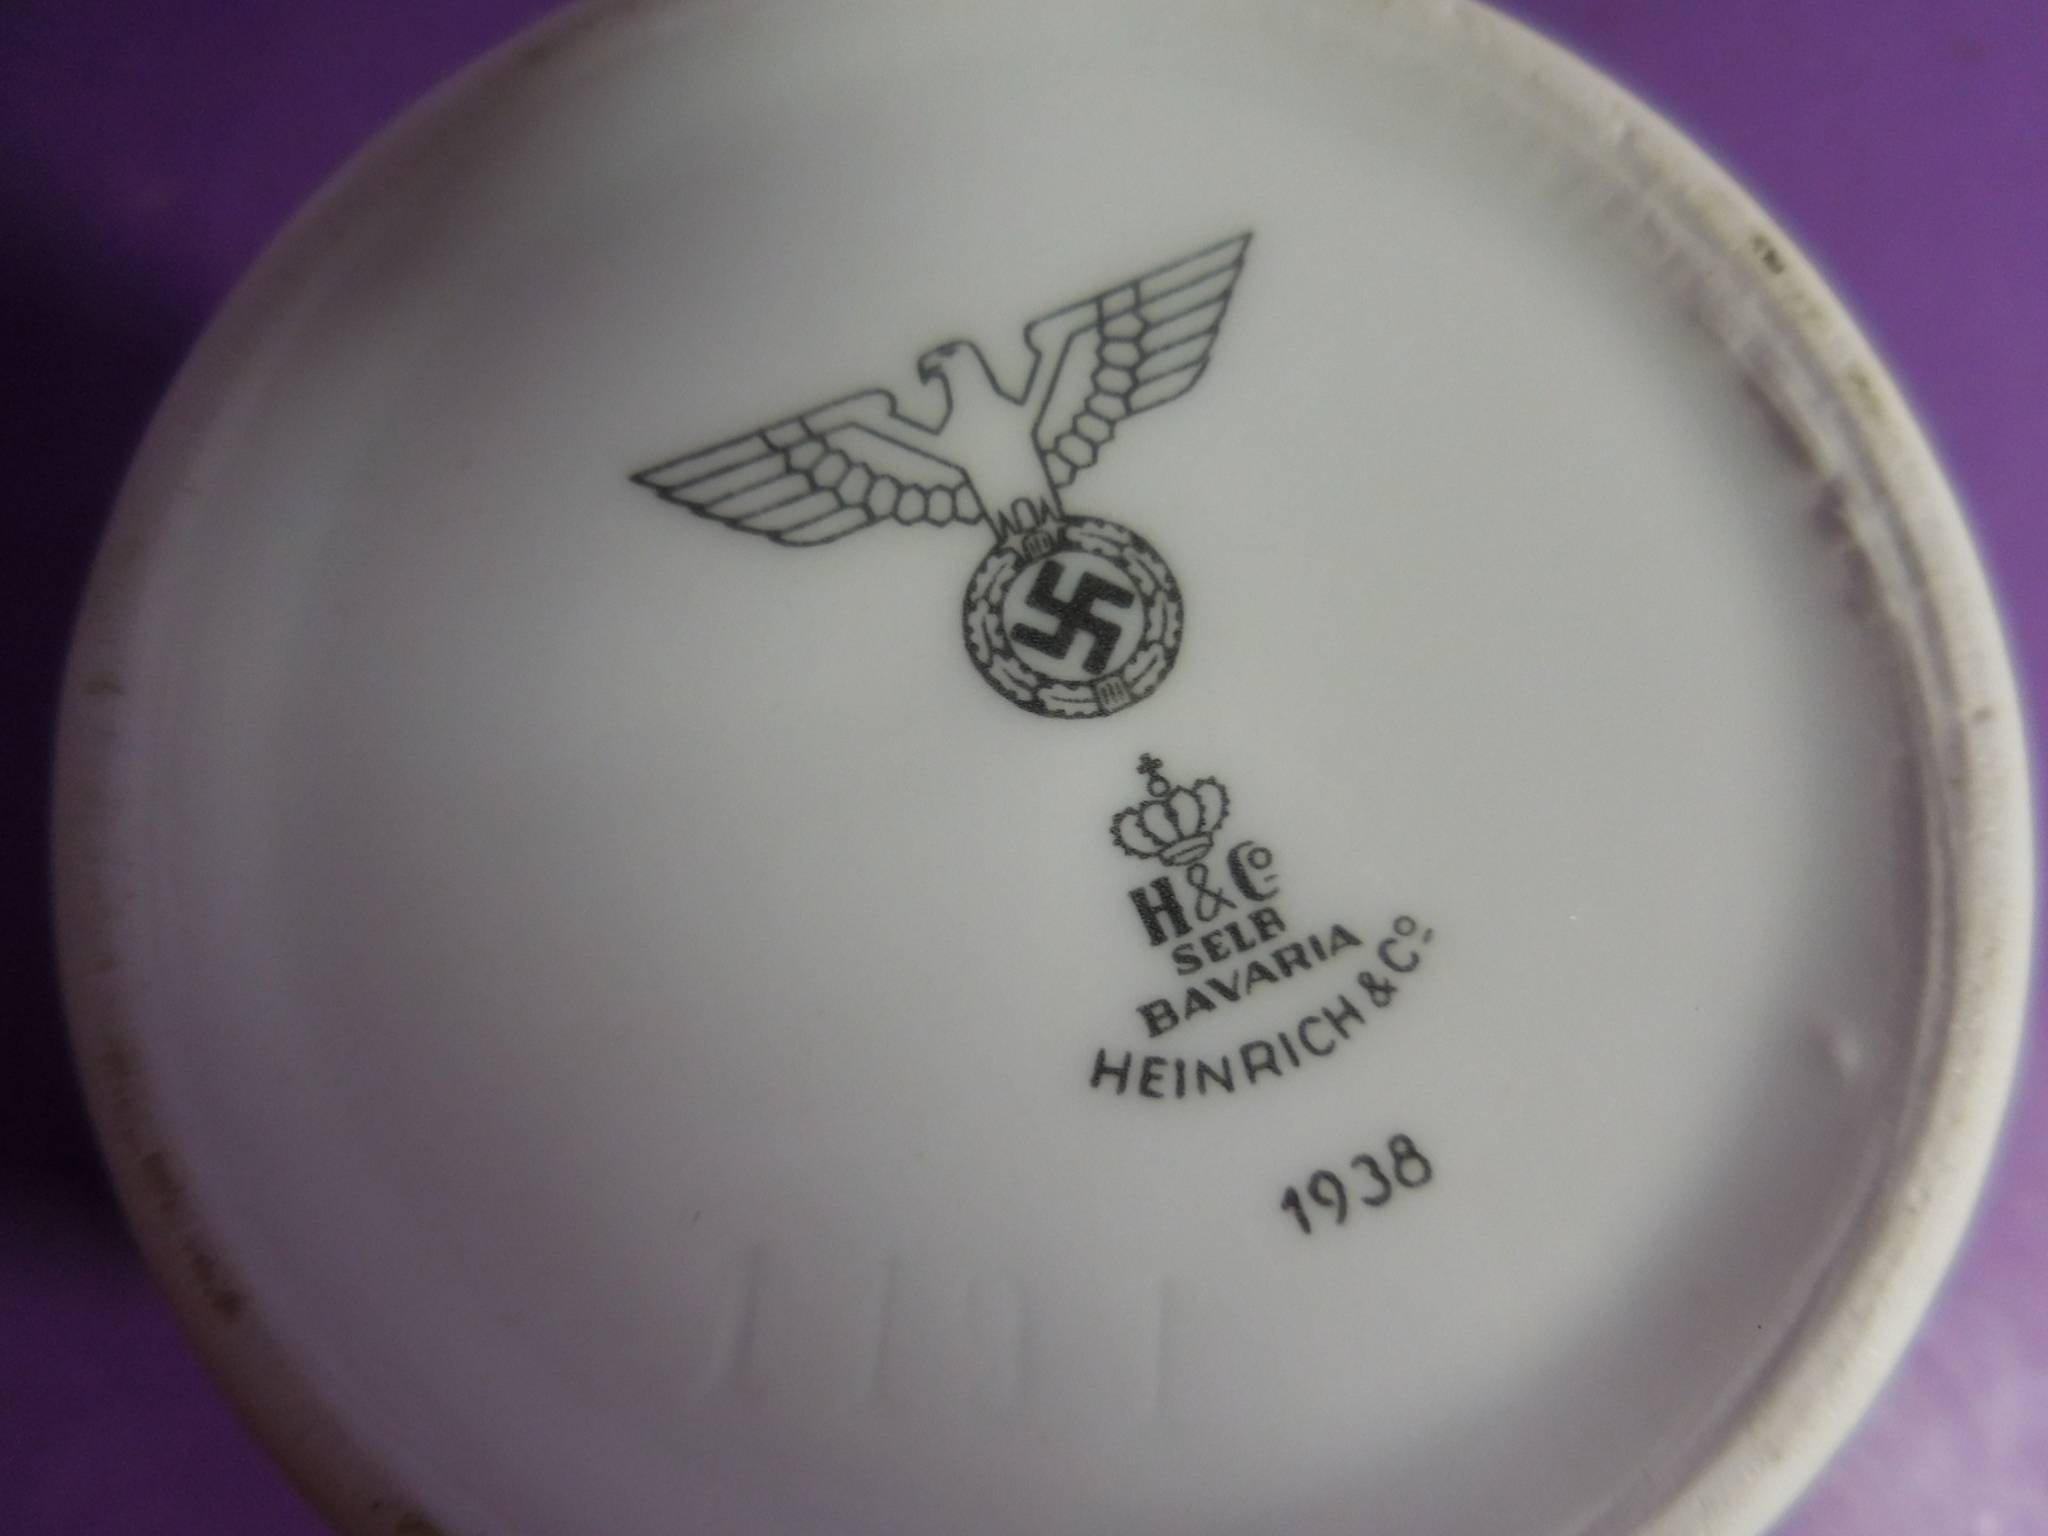 H & Cº
SELB
BAVARIA
HEINRICH & Cº
1938